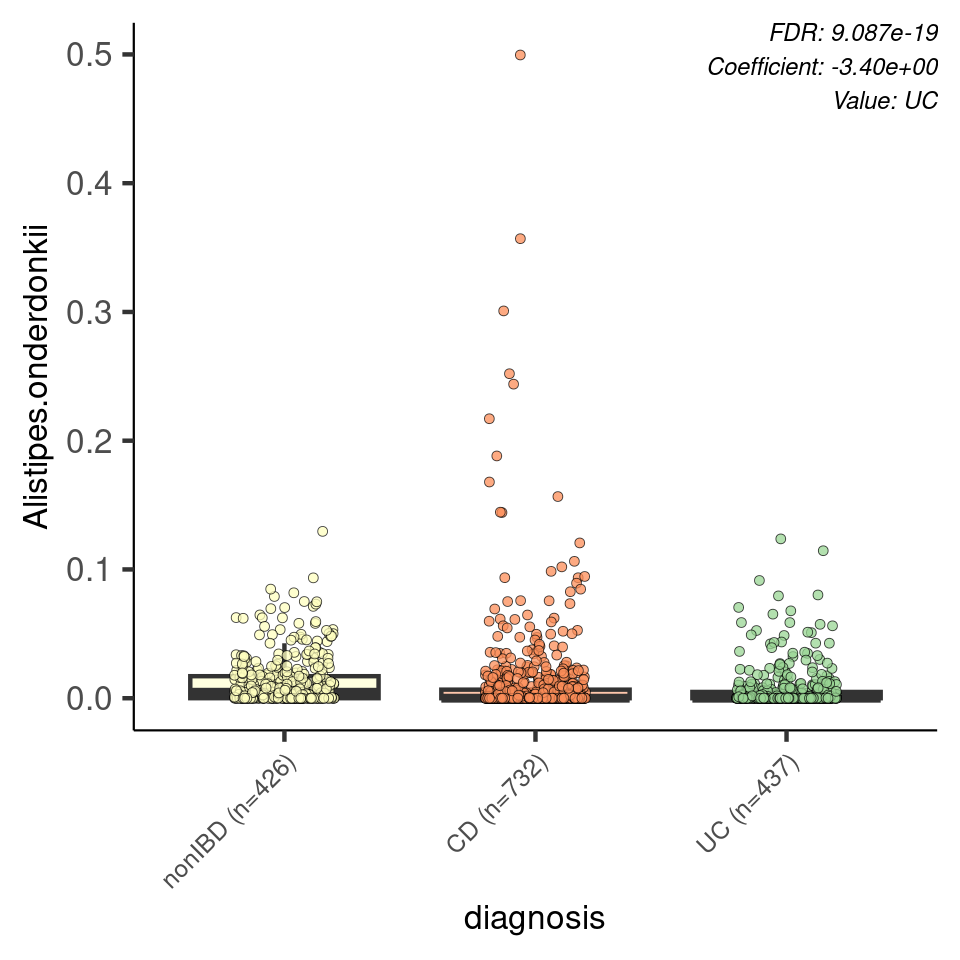 FDR: 9.087e-19
Coefficient: -3.40e+00
Value: UC
Alistipes.onderdonkii
0.5
0.4
0.3
0.2
0.1
0.0
nonIBD (n=426)
CD (n=732)
UC (n=437)
diagnosis